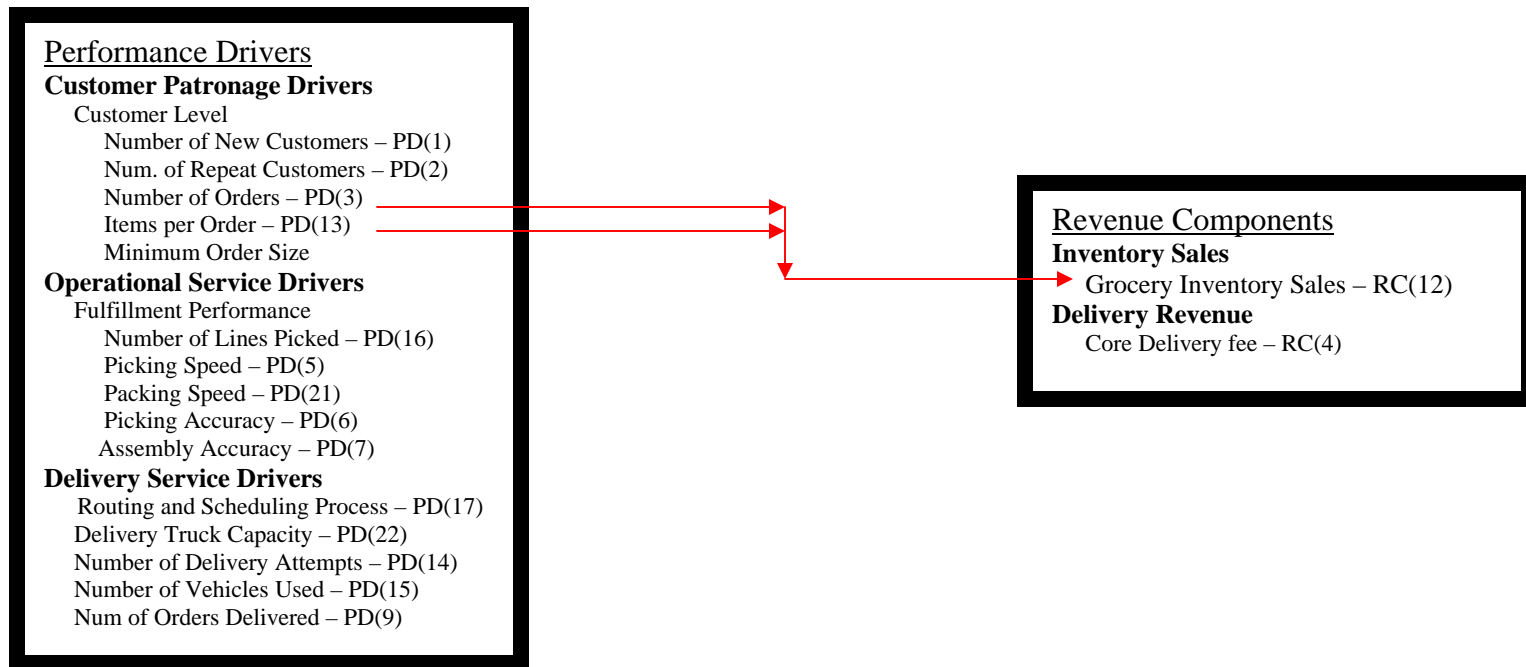 Performance Drivers
Customer Patronage Drivers
Customer Level
Number of New Customers – PD(1)
Num. of Repeat Customers – PD(2)
Number of Orders – PD(3)
Items per Order – PD(13)
Minimum Order Size
Operational Service Drivers
Fulfillment Performance
Number of Lines Picked – PD(16)
Picking Speed – PD(5)
Packing Speed – PD(21)
Picking Accuracy – PD(6)
Assembly Accuracy – PD(7)
Delivery Service Drivers
Routing and Scheduling Process – PD(17)
Delivery Truck Capacity – PD(22)
Number of Delivery Attempts – PD(14)
Number of Vehicles Used – PD(15)
Num of Orders Delivered – PD(9)
Revenue Components
Inventory Sales
Grocery Inventory Sales – RC(12)
Delivery Revenue
Core Delivery fee – RC(4)